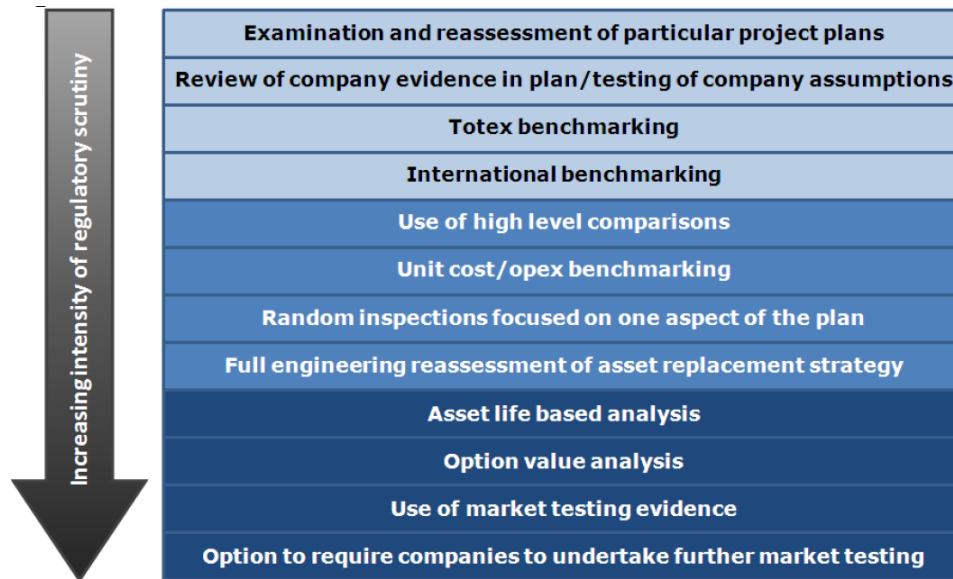 Increasing intensity of regulatory scrutiny
Examination and reassessment of particular project plans
Review of company evidence in plan/testing of company assumptions
Totex benchmarking
International benchmarking
Use of high level comparisons
Unit cost/opex benchmarking
Random inspections focused on one aspect of the plan
Full engineering reassessment of asset replacement strategy
Asset life based analysis
Option value analysis
Use of market testing evidence
Option to require companies to undertake further market testing